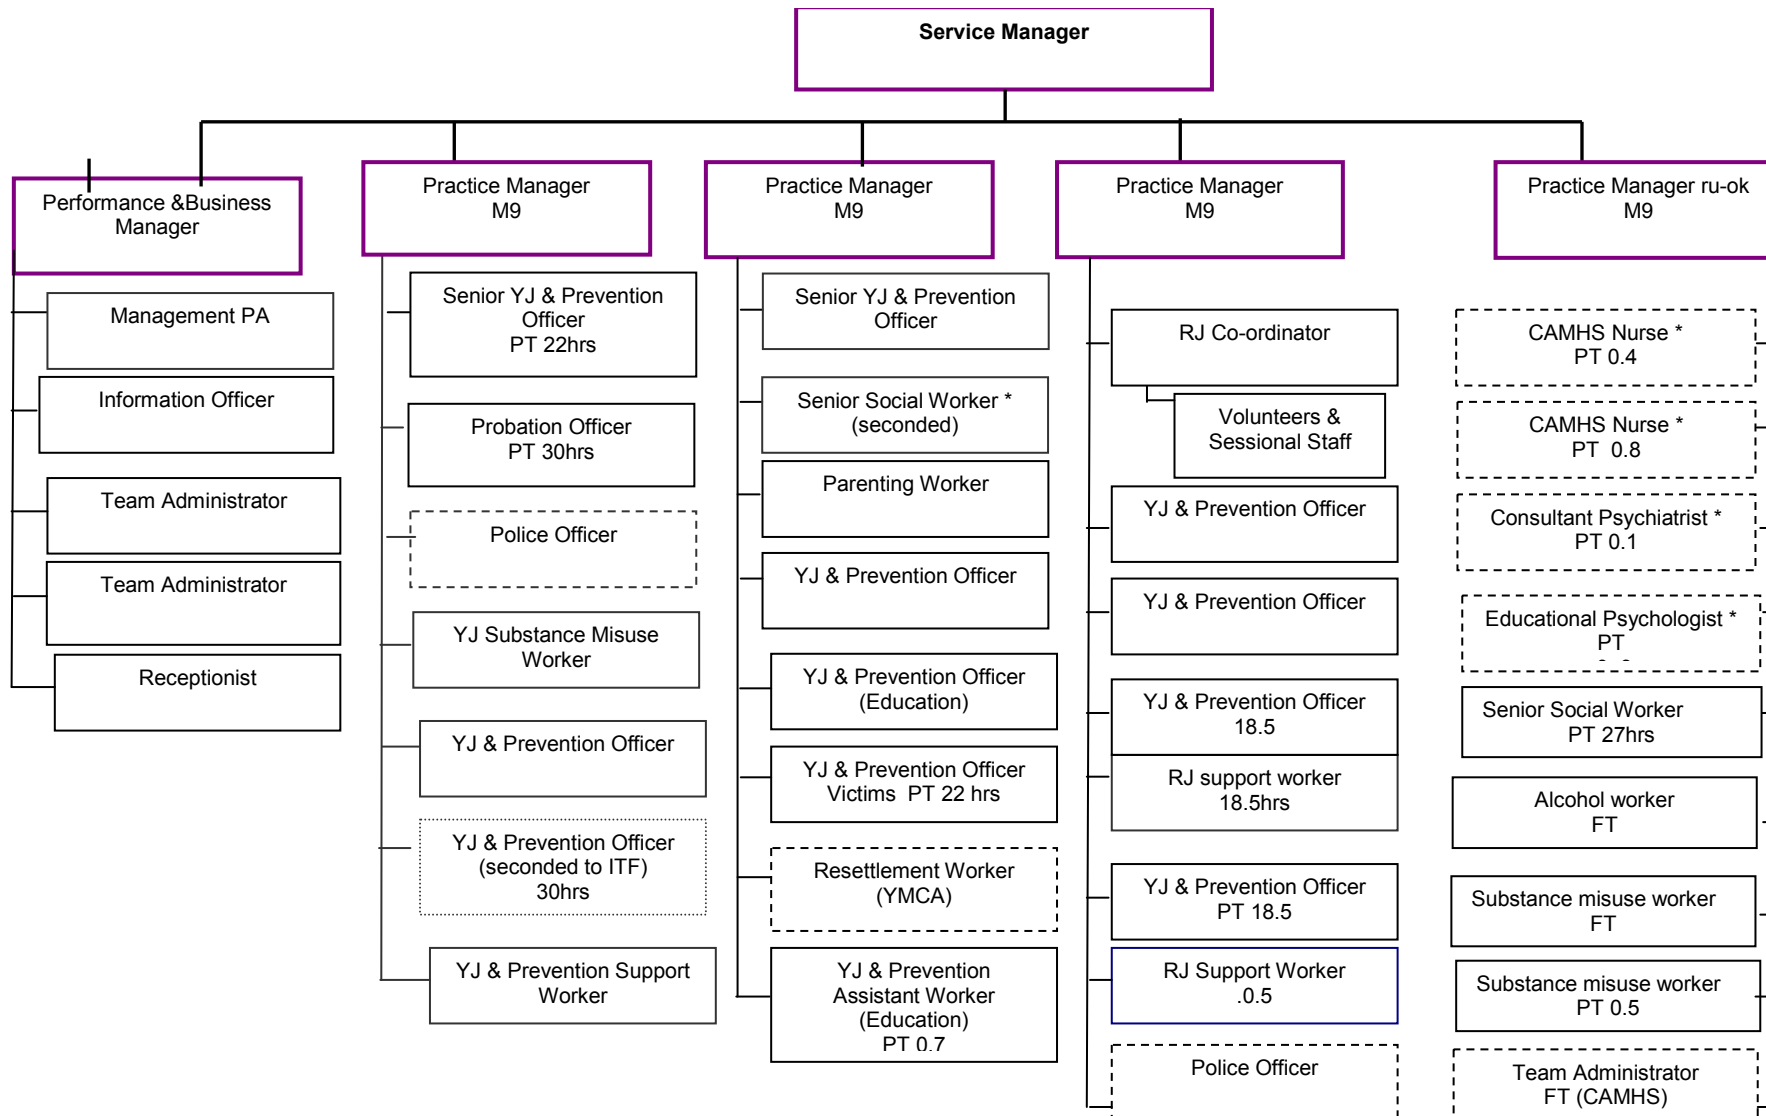 Service Manager
Performance &Business
Manager
Management PA
Information Officer
Team Administrator
Team Administrator
Receptionist
Practice Manager
M9
Senior YJ & Prevention
Officer
PT 22hrs
Probation Officer
PT 30hrs
Police Officer
YJ Substance Misuse
Worker
YJ & Prevention Officer
YJ & Prevention Officer
(seconded to ITF)
30hrs
YJ & Prevention Support
Worker
Practice Manager
M9
Senior YJ & Prevention
Officer
Senior Social Worker *
(seconded)
Parenting Worker
YJ & Prevention Officer
YJ & Prevention Officer
(Education)
YJ & Prevention Officer
Victims PT 22 hrs
Resettlement Worker
(YMCA)
YJ & Prevention
Assistant Worker
(Education)
PT 0.7
Practice Manager
M9
RJ Co-ordinator
Volunteers &
Sessional Staff
YJ & Prevention Officer
YJ & Prevention Officer
YJ & Prevention Officer
18.5
RJ support worker
18.5hrs
YJ & Prevention Officer
PT 18.5
RJ Support Worker
.0.5
Police Officer
Practice Manager ru-ok
M9
CAMHS Nurse *
PT 0.4
CAMHS Nurse *
PT 0.8
Consultant Psychiatrist *
PT 0.1
Educational Psychologist *
PT
Senior Social Worker
PT 27hrs
Alcohol worker
FT
Substance misuse worker
FT
Substance misuse worker
PT 0.5
Team Administrator
FT (CAMHS)